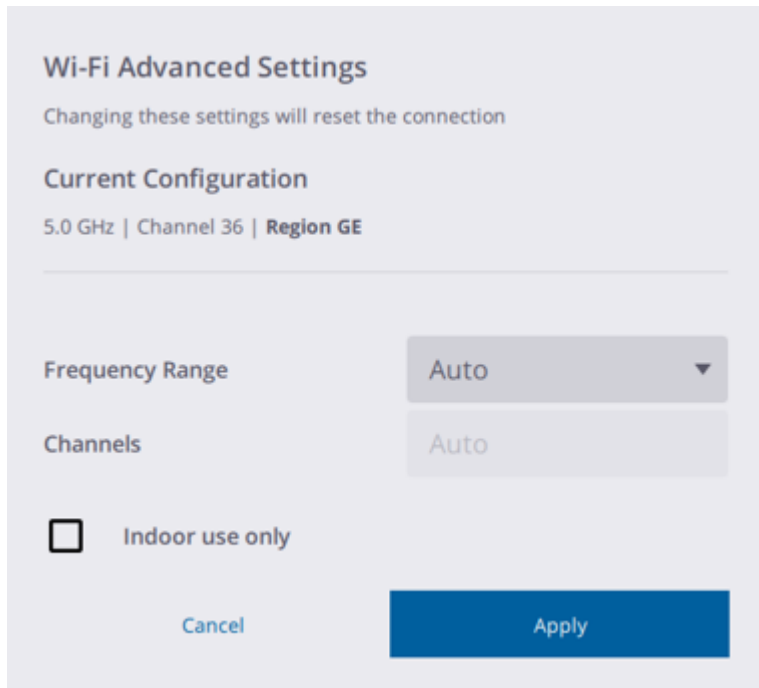 Wi-Fi Advanced Settings
Changing these settings will reset the connection
Current Configuration
5.0 GHz | Channel 36 | Region GE
Frequency Range Auto
Channels Auto
Indoor use only
Cancel Apply